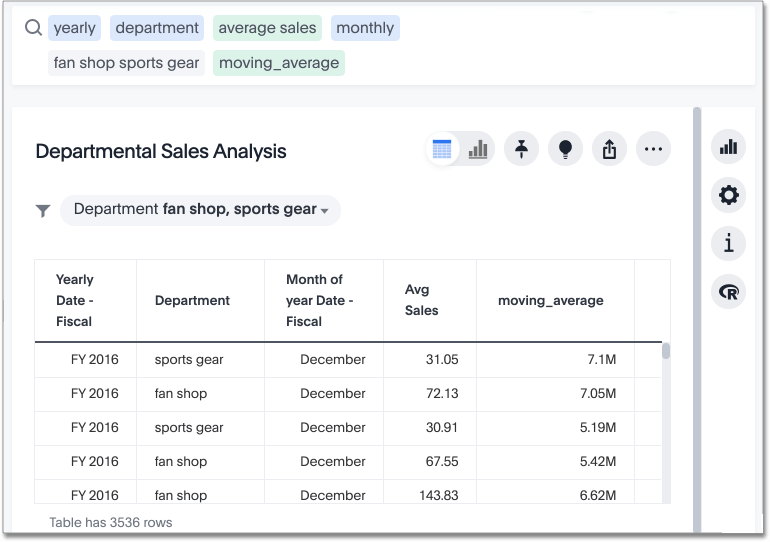 yearly department average sales monthly
fan shop sports gear moving_average
Departmental Sales Analysis
Department fan shop, sports gear
Yearly Date - Fiscal Department Month of year Date - Fiscal Avg Sales moving_average
FY 2016 sports gear December 31.05 7.1M
FY 2016 fan shop December 72.13 7.05M
FY 2016 sports gear December 30.91 5.19M
FY 2016 fan shop December 67.55 5.42M
FY 2016 fan shop December 143.83 6.62M
Table has 3536 rows